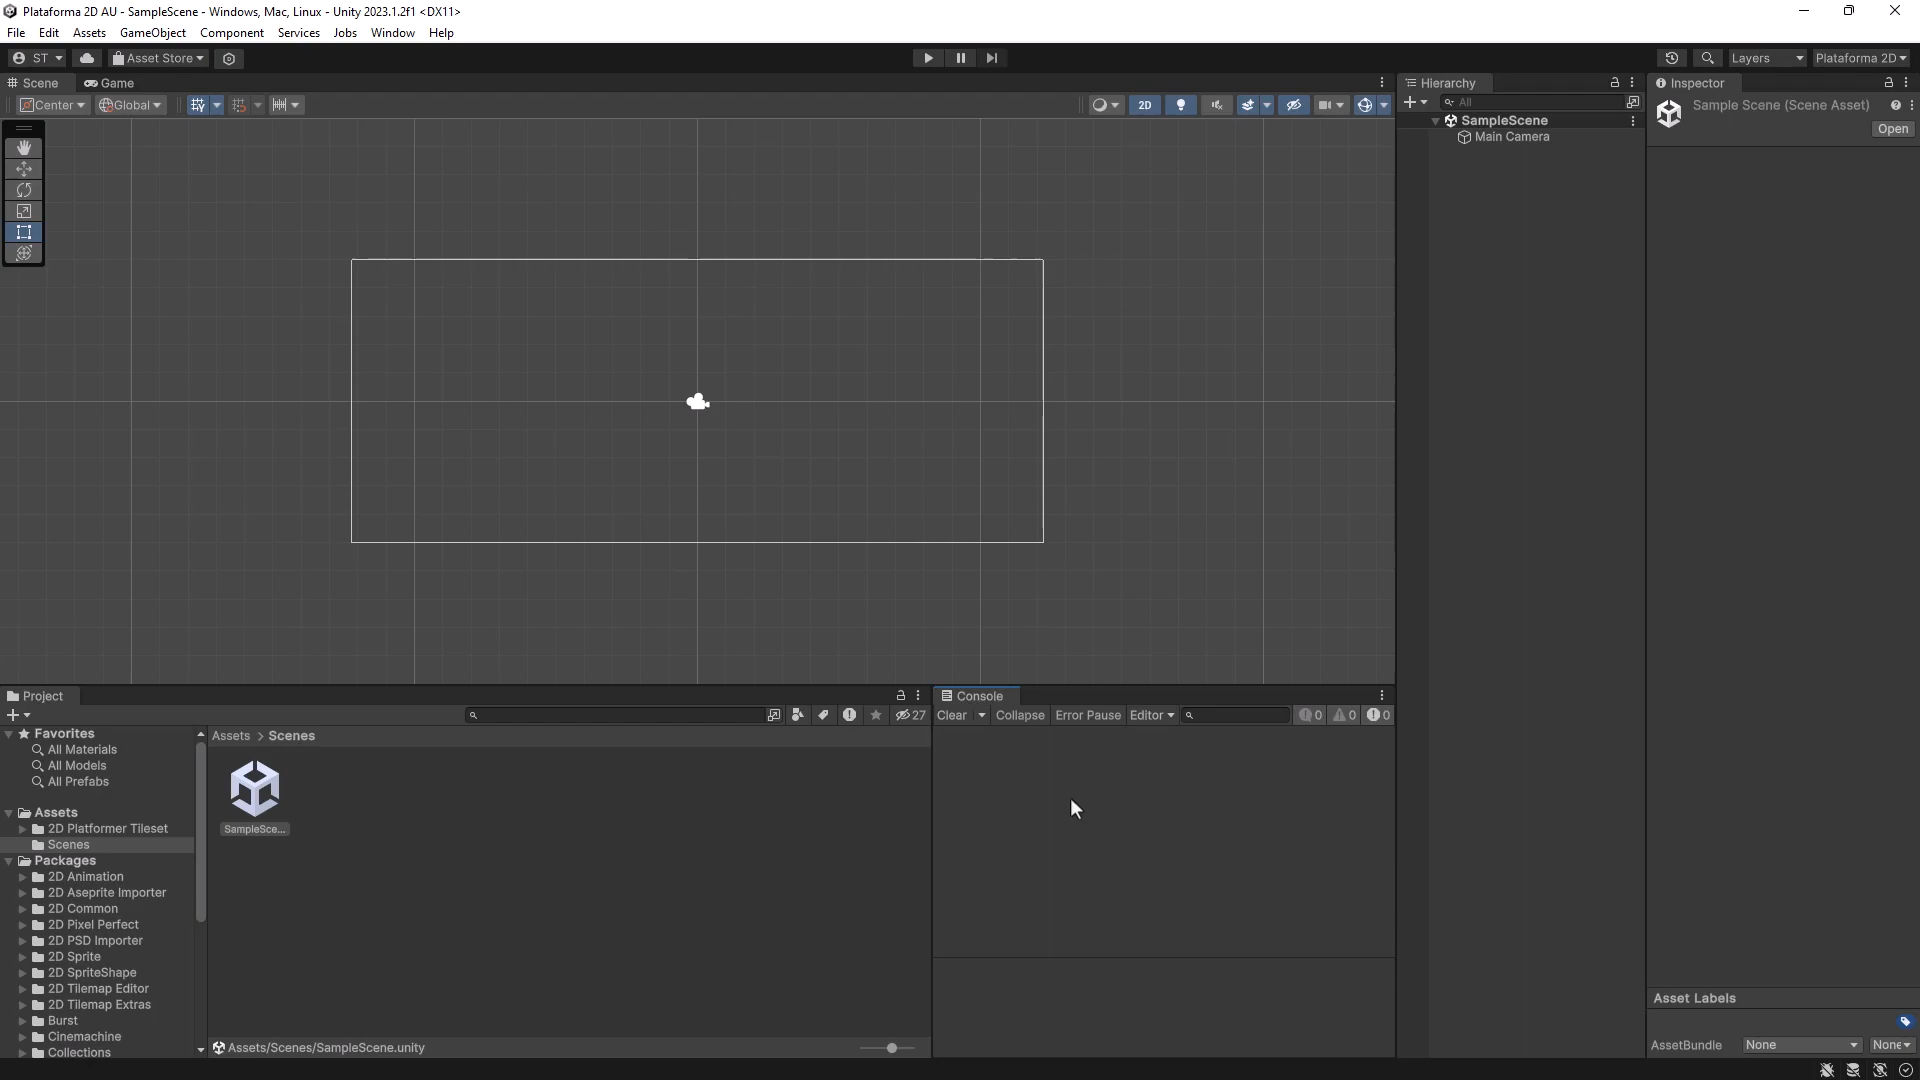 Plataforma 2D AU - SampleScene - Windows, Mac, Linux - Unity 2023.1.2f1 <DX11>
File Edit Assets GameObject Component Services Jobs Window Help
ST Asset Store Layers Plataforma 2D
Scene Game
Center Global 2D
Hierarchy
All
SampleScene
Main Camera
Inspector
Sample Scene (Scene Asset)
Open
Project
27
Favorites
All Materials
All Models
All Prefabs
Assets
2D Platformer Tileset
Scenes
Packages
2D Animation
2D Aseprite Importer
2D Common
2D Pixel Perfect
2D PSD Importer
2D Sprite
2D SpriteShape
2D Tilemap Editor
2D Tilemap Extras
Burst
Cinemachine
Collections
Assets > Scenes
SampleSce...
Assets/Scenes/SampleScene.unity
Console
Clear Collapse Error Pause Editor 0 0 0
Asset Labels
AssetBundle None None